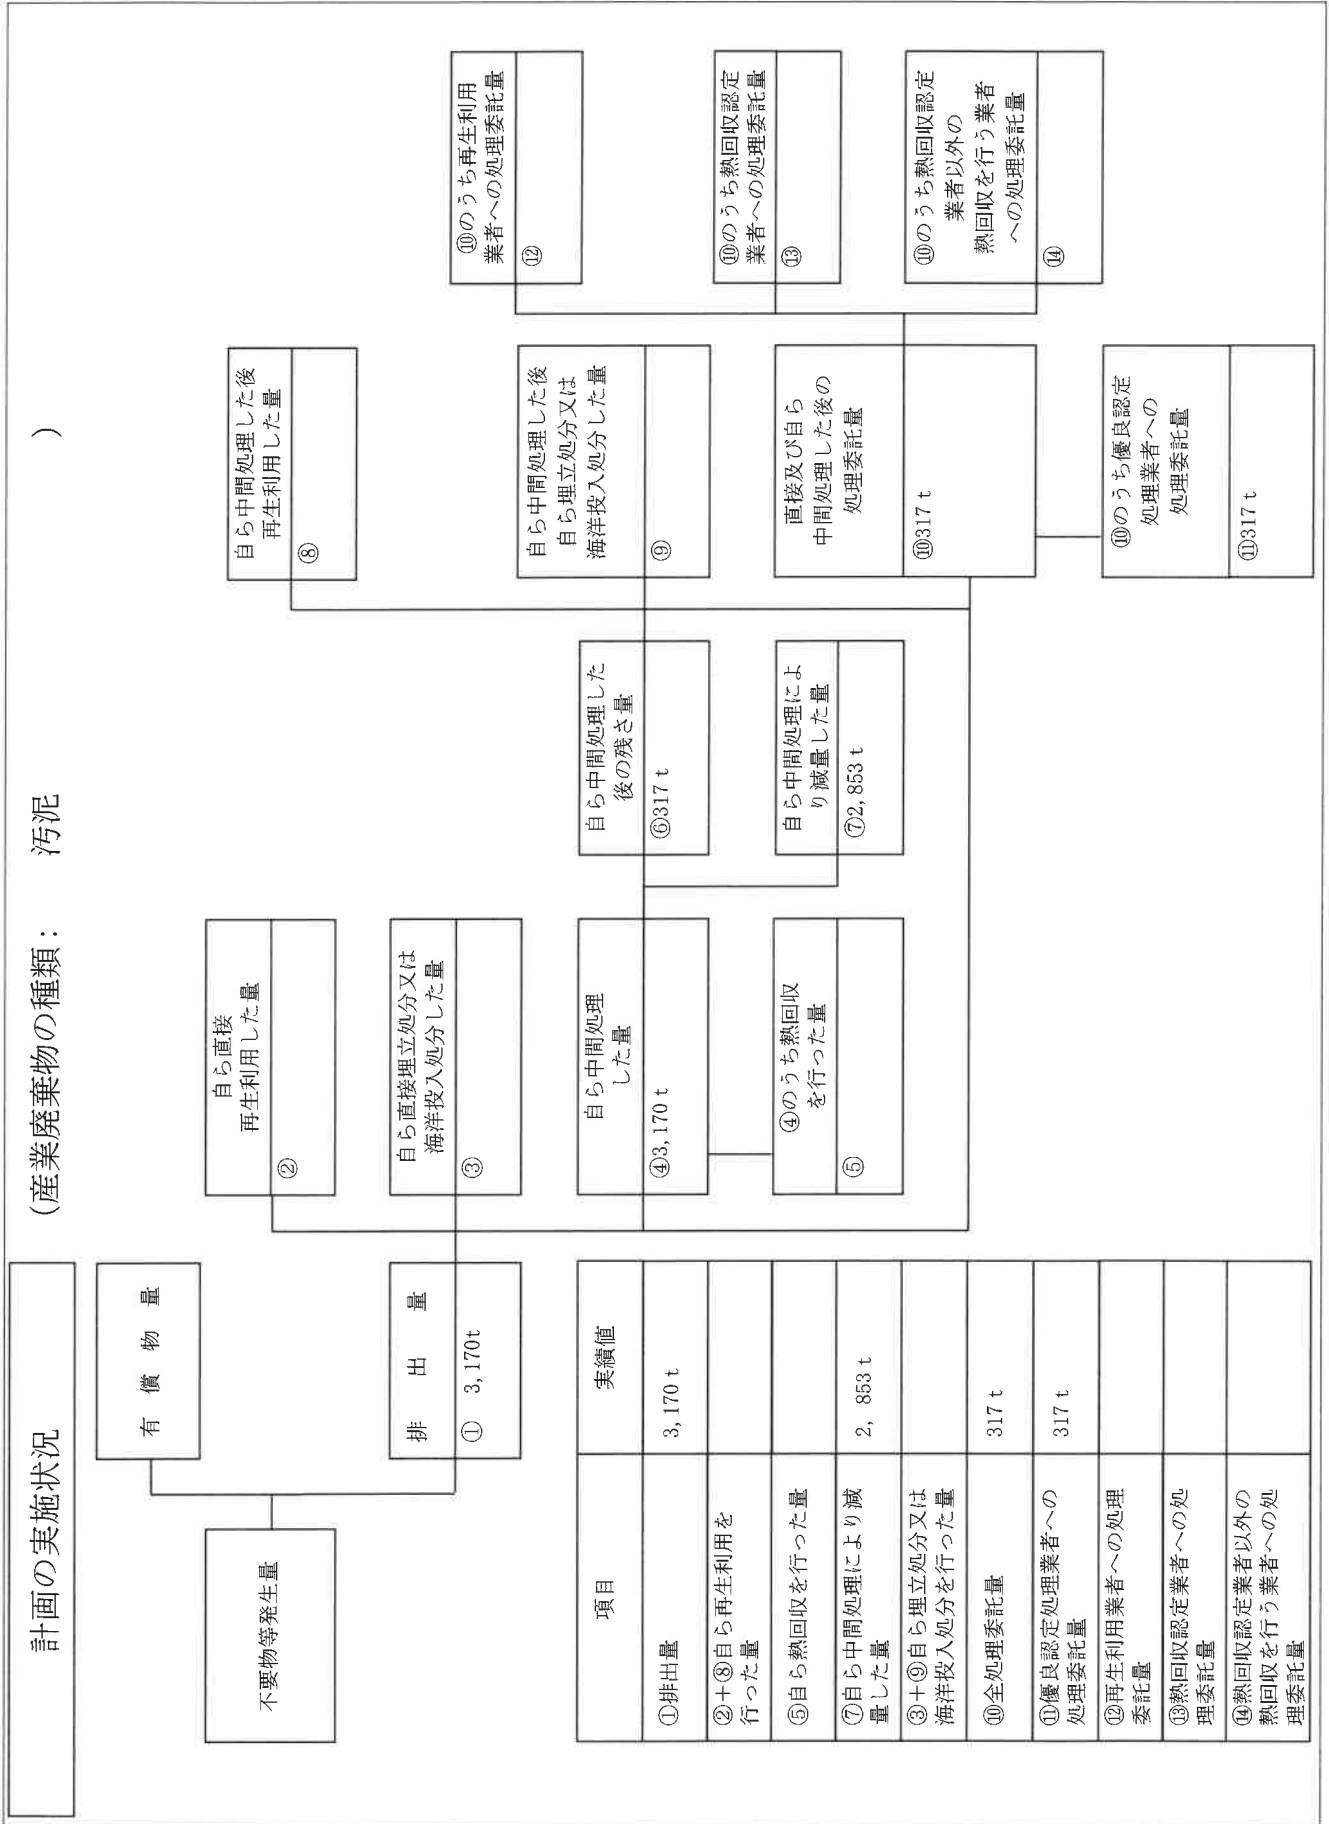 計画の実施状況
(産業廃棄物の種類： 汚泥 )
不要物等発生量
有償物量
排出量
① 3,170t
自ら直接
再生利用した量
②
自ら直接埋立処分又は
海洋投入処分した量
③
自ら中間処理
した量
④3,170 t
④のうち熱回収
を行った量
⑤
自ら中間処理した
後の残さ量
⑥317 t
自ら中間処理によ
り減量した量
⑦2,853 t
自ら中間処理した後
再生利用した量
⑧
自ら中間処理した後
自ら埋立処分又は
海洋投入処分した量
⑨
直接及び自ら
中間処理した後の
処理委託量
⑩317 t
⑩のうち優良認定
処理業者への
処理委託量
⑪317 t
⑩のうち再生利用
業者への処理委託量
⑫
⑩のうち熱回収認定
業者への処理委託量
⑬
⑩のうち熱回収認定
業者以外の
熱回収を行う業者
への処理委託量
⑭
項目 実績値
①排出量 3,170 t
②＋⑧自ら再生利用を
行った量
⑤自ら熱回収を行った量
⑦自ら中間処理により減
量した量 2, 853 t
③＋⑨自ら埋立処分又は
海洋投入処分を行った量
⑩全処理委託量 317 t
⑪優良認定処理業者への
処理委託量 317 t
⑫再生利用業者への処理
委託量
⑬熱回収認定業者への処
理委託量
⑭熱回収認定業者以外の
熱回収を行う業者への処
理委託量